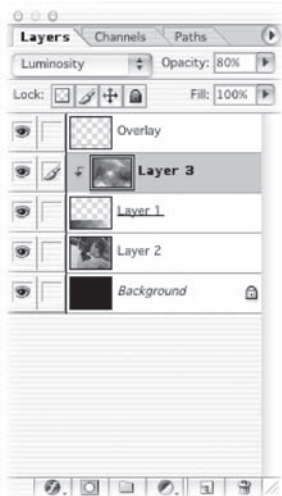 Layers Channels Paths
Luminosity Opacity: 80%
Lock: Fill: 100%
Overlay
Layer 3
Layer 1
Layer 2
Background